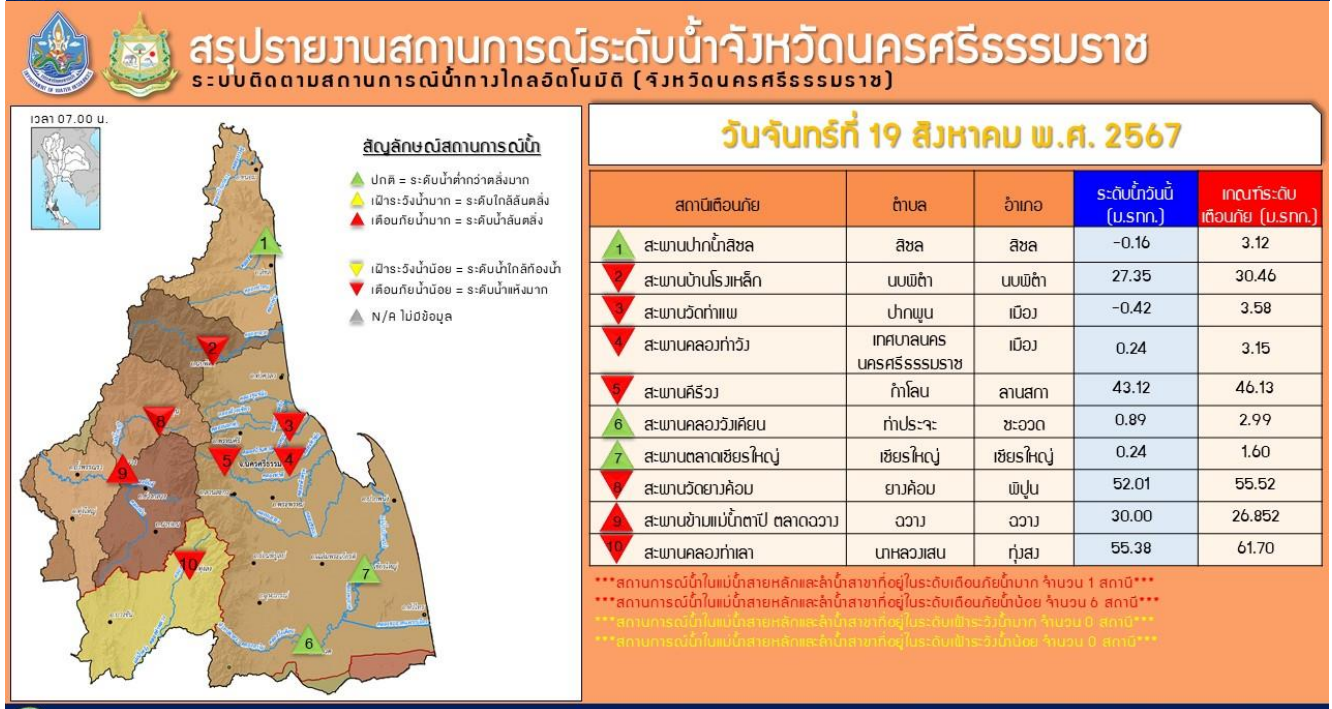 สรุปรายงานสถานการณ์ระดับน้ำจังหวัดนครศรีธรรมราช
ระบบติดตามสถานการณ์น้ำทางไกลอัตโนมัติ (จังหวัดนครศรีธรรมราช)
เวลา 07.00 น.
สัญลักษณ์สถานการณ์น้ำ
ปกติ = ระดับน้ำต่ำกว่าตลิ่งมาก
เฝ้าระวังน้ำมาก = ระดับใกล้ล้นตลิ่ง
เตือนภัยน้ำมาก = ระดับน้ำล้นตลิ่ง
เฝ้าระวังน้ำน้อย = ระดับน้ำใกล้ท้องน้ำ
เตือนภัยน้ำน้อย = ระดับน้ำแห้งมาก
N/A ไม่มีข้อมูล
1
2
8
3
9
5
4
10
7
6
วันจันทร์ที่ 19 สิงหาคม พ.ศ. 2567
สถานีเตือนภัย ตำบล อำเภอ ระดับน้ำวันนี้ (ม.รทก.) เกณฑ์ระดับเตือนภัย (ม.รทก.)
1 สะพานปากน้ำสิชล สิชล สิชล -0.16 3.12
2 สะพานบ้านโรงเหล็ก นบพิตำ นบพิตำ 27.35 30.46
3 สะพานวัดท่าแพ ปากพูน เมือง -0.42 3.58
4 สะพานคลองท่าวัง เทศบาลนครนครศรีธรรมราช เมือง 0.24 3.15
5 สะพานคีรีวง กำโลน ลานสกา 43.12 46.13
6 สะพานคลองวังเคียน ท่าประจะ ชะอวด 0.89 2.99
7 สะพานตลาดเชียรใหญ่ เชียรใหญ่ เชียรใหญ่ 0.24 1.60
8 สะพานวัดยางค้อม ยางค้อม พิปูน 52.01 55.52
9 สะพานข้ามแม่น้ำตาปี ตลาดฉวาง ฉวาง ฉวาง 30.00 26.852
10 สะพานคลองท่าเลา นาหลวงเสน ทุ่งสง 55.38 61.70
***สถานการณ์น้ำในแม่น้ำสายหลักและลำน้ำสาขาที่อยู่ในระดับเตือนภัยน้ำมาก จำนวน 1 สถานี***
***สถานการณ์น้ำในแม่น้ำสายหลักและลำน้ำสาขาที่อยู่ในระดับเตือนภัยน้ำน้อย จำนวน 6 สถานี***
***สถานการณ์น้ำในแม่น้ำสายหลักและลำน้ำสาขาที่อยู่ในระดับเฝ้าระวังน้ำมาก จำนวน 0 สถานี***
***สถานการณ์น้ำในแม่น้ำสายหลักและลำน้ำสาขาที่อยู่ในระดับเฝ้าระวังน้ำน้อย จำนวน 0 สถานี***